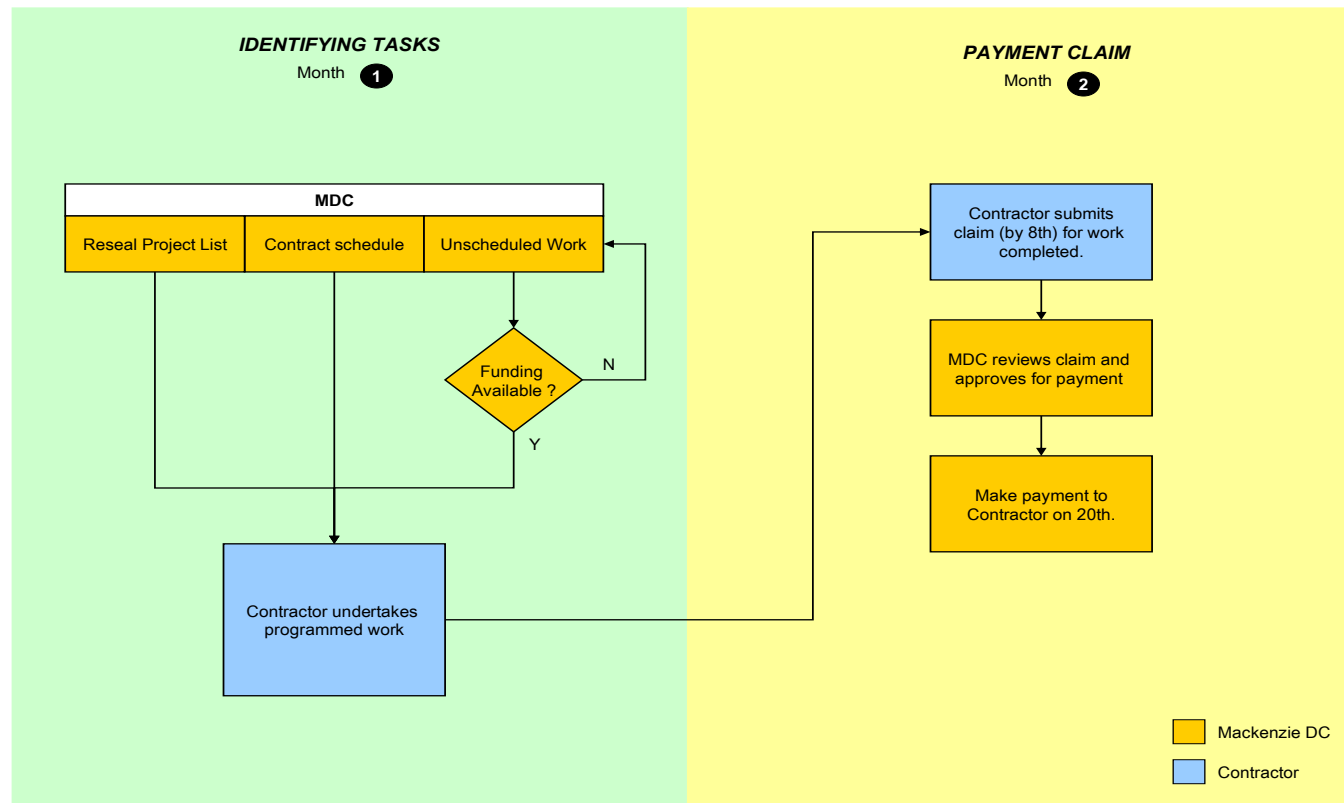 IDENTIFYING TASKS
Month 1
MDC
Reseal Project List
Contract schedule
Unscheduled Work
Funding
Available ?
N
Y
Contractor undertakes
programmed work
PAYMENT CLAIM
Month 2
Contractor submits
claim (by 8th) for work
completed.
MDC reviews claim and
approves for payment
Make payment to
Contractor on 20th.
Mackenzie DC
Contractor